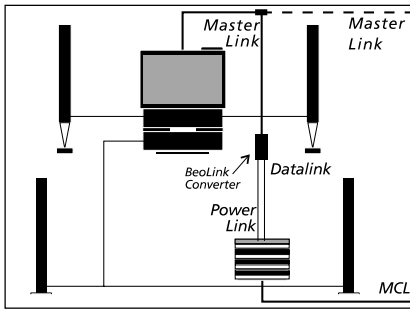 Master
Link
Master
Link
BeoLink
Converter
Datalink
Power
Link
MCL